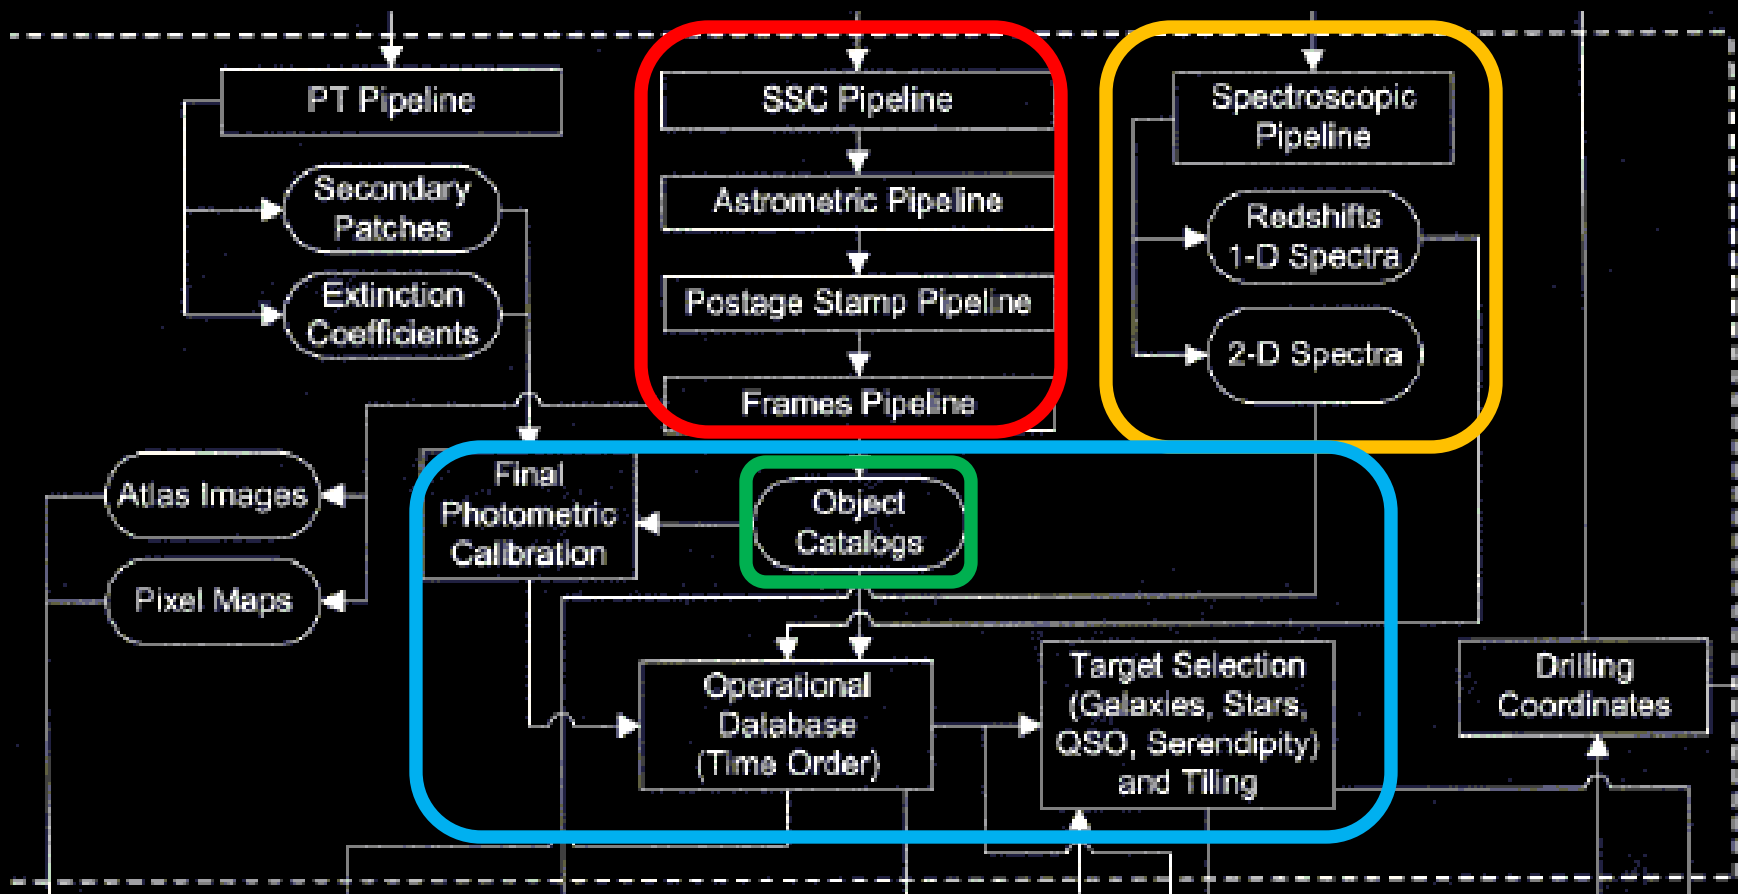 PT Pipeline
Secondary
Patches
Extinction
Coefficients
SSC Pipeline
Astrometric Pipeline
Postage Stamp Pipeline
Frames Pipeline
Spectroscopic
Pipeline
Redshifts
1-D Spectra
2-D Spectra
Atlas Images
Pixel Maps
Final
Photometric
Calibration
Object
Catalogs
Operational
Database
(Time Order)
Target Selection
(Galaxies, Stars,
QSO, Serendipity)
and Tiling
Drilling
Coordinates